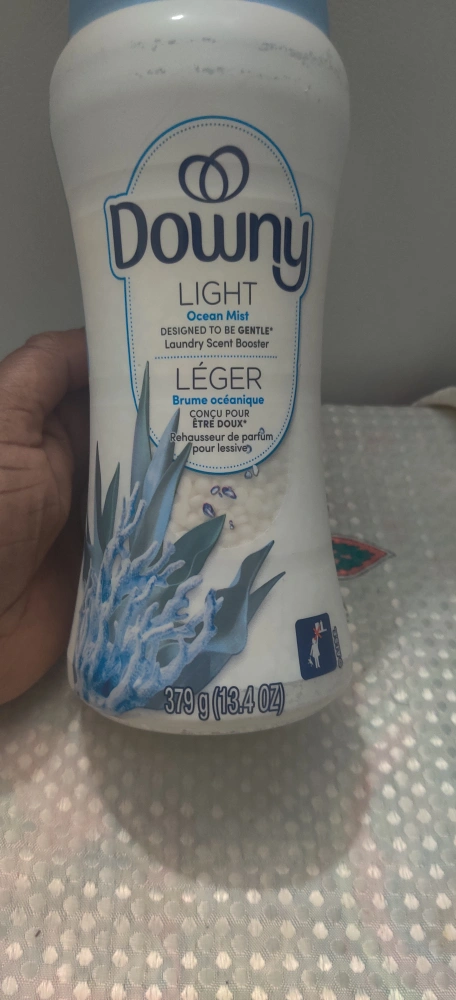 Downy
LIGHT
Ocean Mist
DESIGNED TO BE GENTLE*
Laundry Scent Booster
LÉGER
Brume océanique
CONÇU POUR
ÊTRE DOUX*
Rehausseur de parfum
pour lessive
379 g (13.4 OZ)